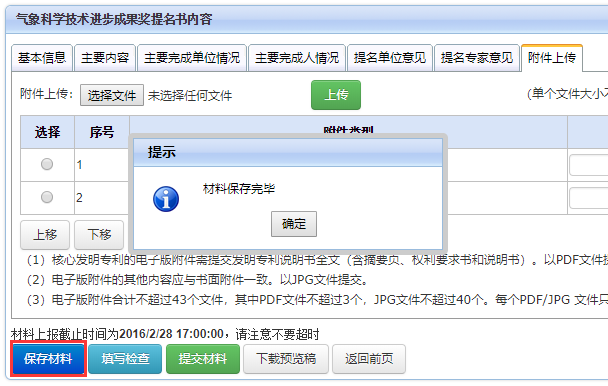 气象科学技术进步成果奖提名书内容
基本信息 主要内容 主要完成单位情况 主要完成人情况 提名单位意见 提名专家意见 附件上传
附件上传： 选择文件 未选择任何文件 上传 (单个文件大小不
选择 序号 附件类型
1
2
提示
材料保存完毕
确定
上移 下移
（1）核心发明专利的电子版附件需提交发明专利说明书全文（含摘要页、权利要求书和说明书）。以PDF文件提
（2）电子版附件的其他内容应与书面附件一致。以JPG文件提交。
（3）电子版附件合计不超过43个文件，其中PDF文件不超过3个，JPG文件不超过40个。每个PDF/JPG 文件只
材料上报截止时间为2016/2/28 17:00:00，请注意不要超时
保存材料 填写检查 提交材料 下载预览稿 返回前页